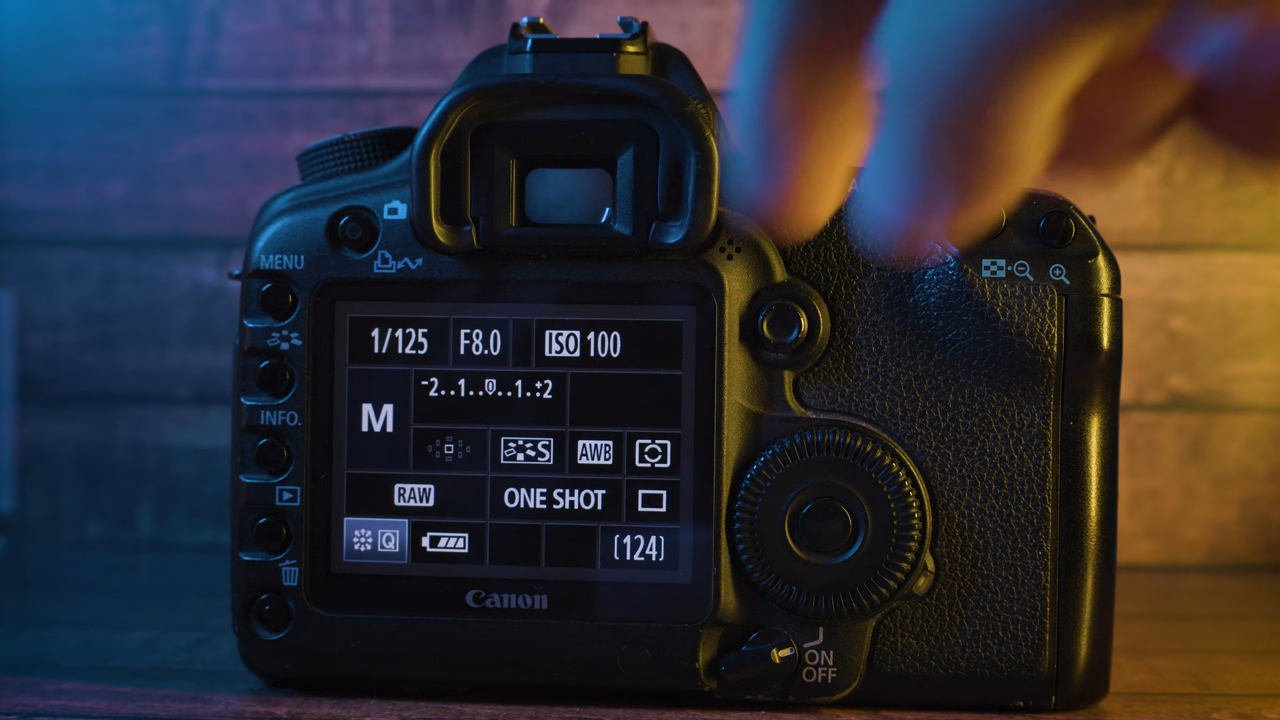 MENU
INFO.
1/125 F8.0 ISO 100
-2..1..0..1.:+2
M
S AWB
RAW ONE SHOT
Q (124)
Canon
ON
OFF